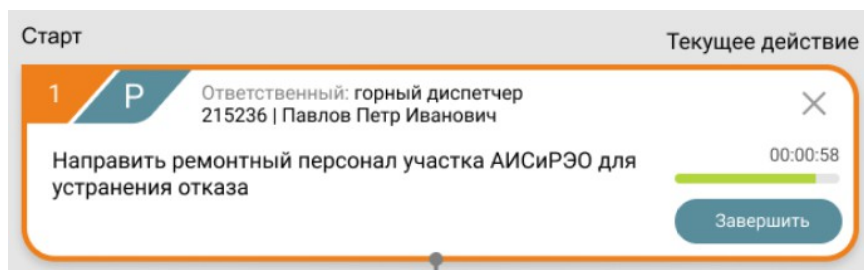 Старт
Текущее действие
1 Р Ответственный: горный диспетчер
215236 | Павлов Петр Иванович
Направить ремонтный персонал участка АИСиРЭО для
устранения отказа
00:00:58
Завершить